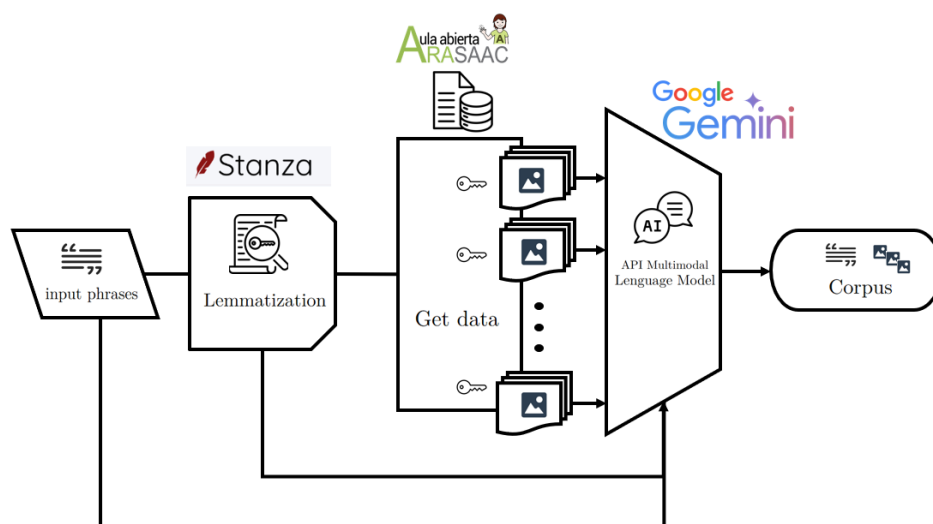 Aula abierta
ARASAAC
Google
Gemini
Stanza
AI
API Multimodal
Lenguage Model
input phrases
Lemmatization
Get data
Corpus